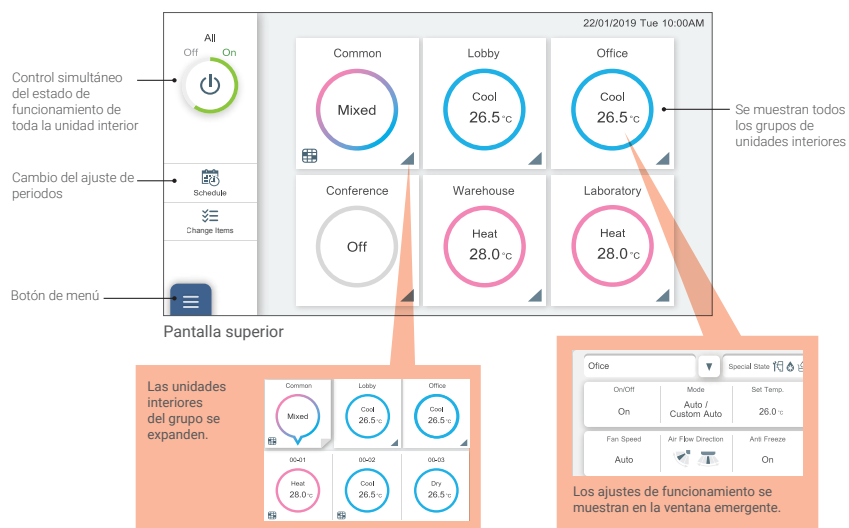 22/01/2019 Tue 10:00AM
All
Off On
Control simultáneo
del estado de
funcionamiento de
toda la unidad interior
Cambio del ajuste de
periodos
Schedule
Change Items
Botón de menú
Common
Mixed
Lobby
Cool
26.5 °C
Office
Cool
26.5 °C
Se muestran todos
los grupos de
unidades interiores
Conference
Off
Warehouse
Heat
28.0 °C
Laboratory
Heat
28.0 °C
Pantalla superior
Las unidades
interiores
del grupo se
expanden.
Common
Mixed
Lobby
Cool
26.5 °C
Office
Cool
26.5 °C
00-01
Heat
28.0 °C
00-02
Cool
26.5 °C
00-03
Dry
26.5 °C
Ofice
▼
Special State
On/Off
On
Mode
Auto /
Custom Auto
Set Temp.
26.0 °C
Fan Speed
Auto
Air Flow Direction
Anti Freeze
On
Los ajustes de funcionamiento se
muestran en la ventana emergente.